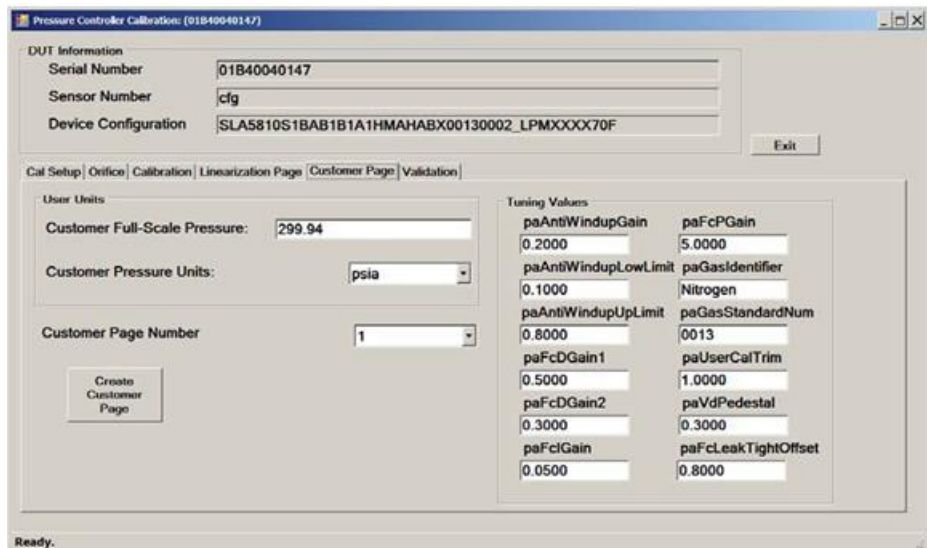 Pressure Controller Calibration: (01B40040147)
DUT Information
Serial Number 01B40040147
Sensor Number cfg
Device Configuration SLA5810S1BAB1B1A1HMAHABX00130002_LPMXXXX70F
Exit
Cal Setup Orifice Calibration Linearization Page Customer Page Validation
User Units
Customer Full-Scale Pressure: 299.94
Customer Pressure Units: psia
Customer Page Number 1
Create
Customer
Page
Tuning Values
paAntiWindupGain paFcPGain
0.2000 5.0000
paAntiWindupLowLimit paGasIdentifier
0.1000 Nitrogen
paAntiWindupUpLimit paGasStandardNum
0.8000 0013
paFcDGain1 paUserCalTrim
0.5000 1.0000
paFcDGain2 paVdPedestal
0.3000 0.3000
paFcIGain paFcLeakTightOffset
0.0500 0.8000
Ready.